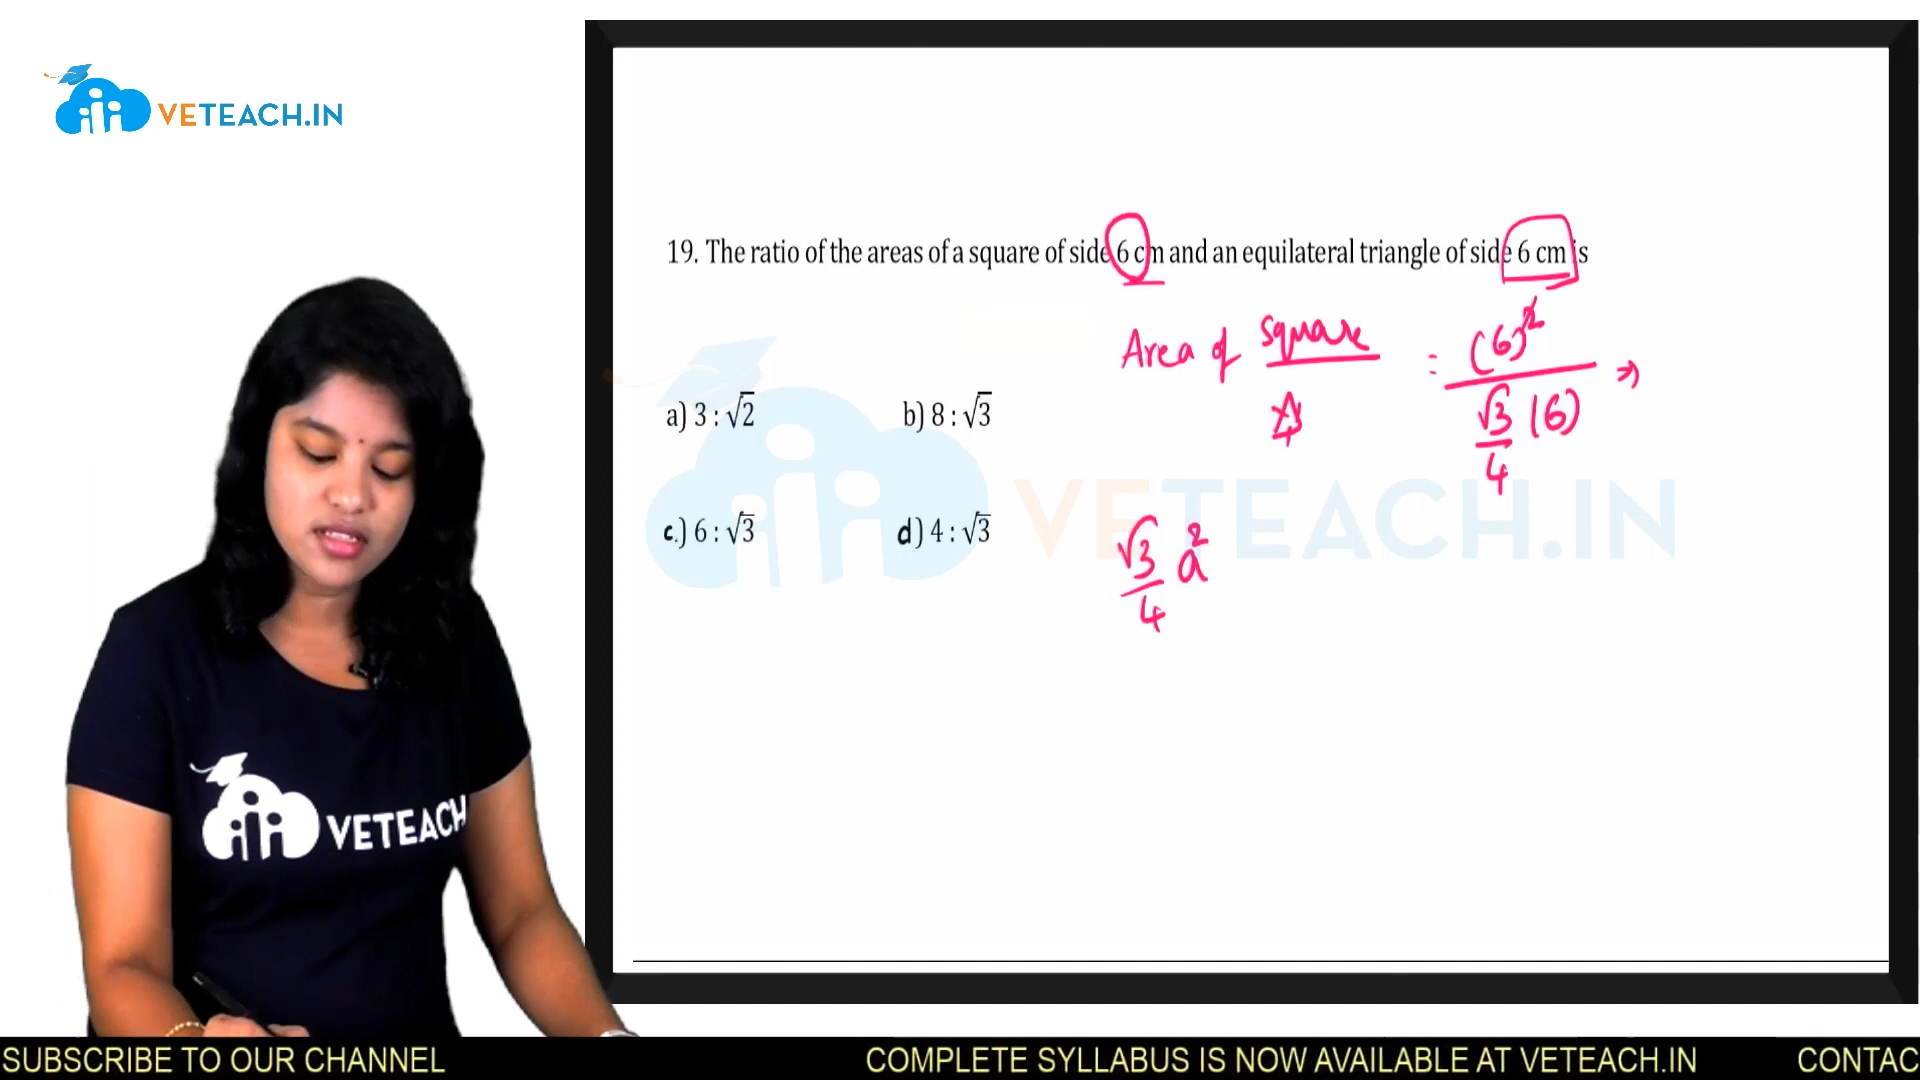 VETEACH.IN
19. The ratio of the areas of a square of side 6 cm and an equilateral triangle of side 6 cm is
Area of square = (6)²
√3/4 (6) ⇒
a) 3 : √2 b) 8 : √3
c.) 6 : √3 d) 4 : √3
√3/4 a²
VETEACH.IN
VETEACH
SUBSCRIBE TO OUR CHANNEL COMPLETE SYLLABUS IS NOW AVAILABLE AT VETEACH.IN CONTAC